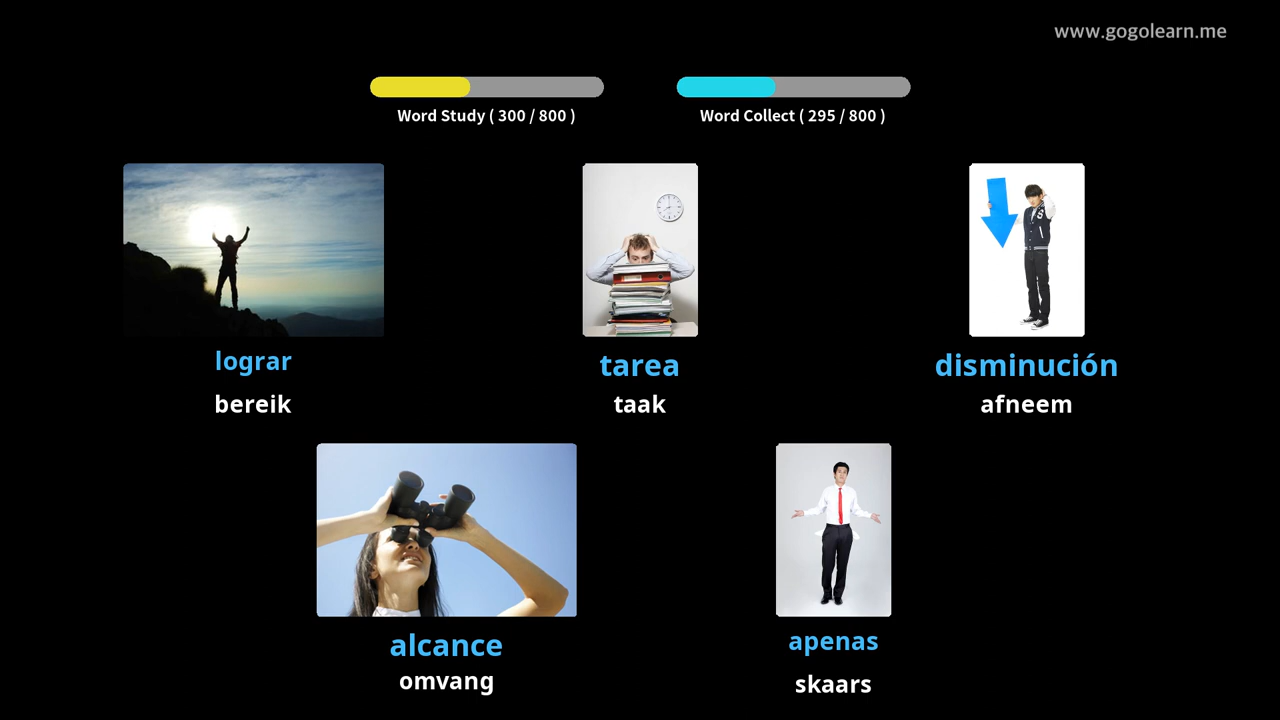 www.gogolearn.me
Word Study ( 300 / 800 )
Word Collect ( 295 / 800 )
lograr
bereik
tarea
taak
disminución
afneem
alcance
omvang
apenas
skaars